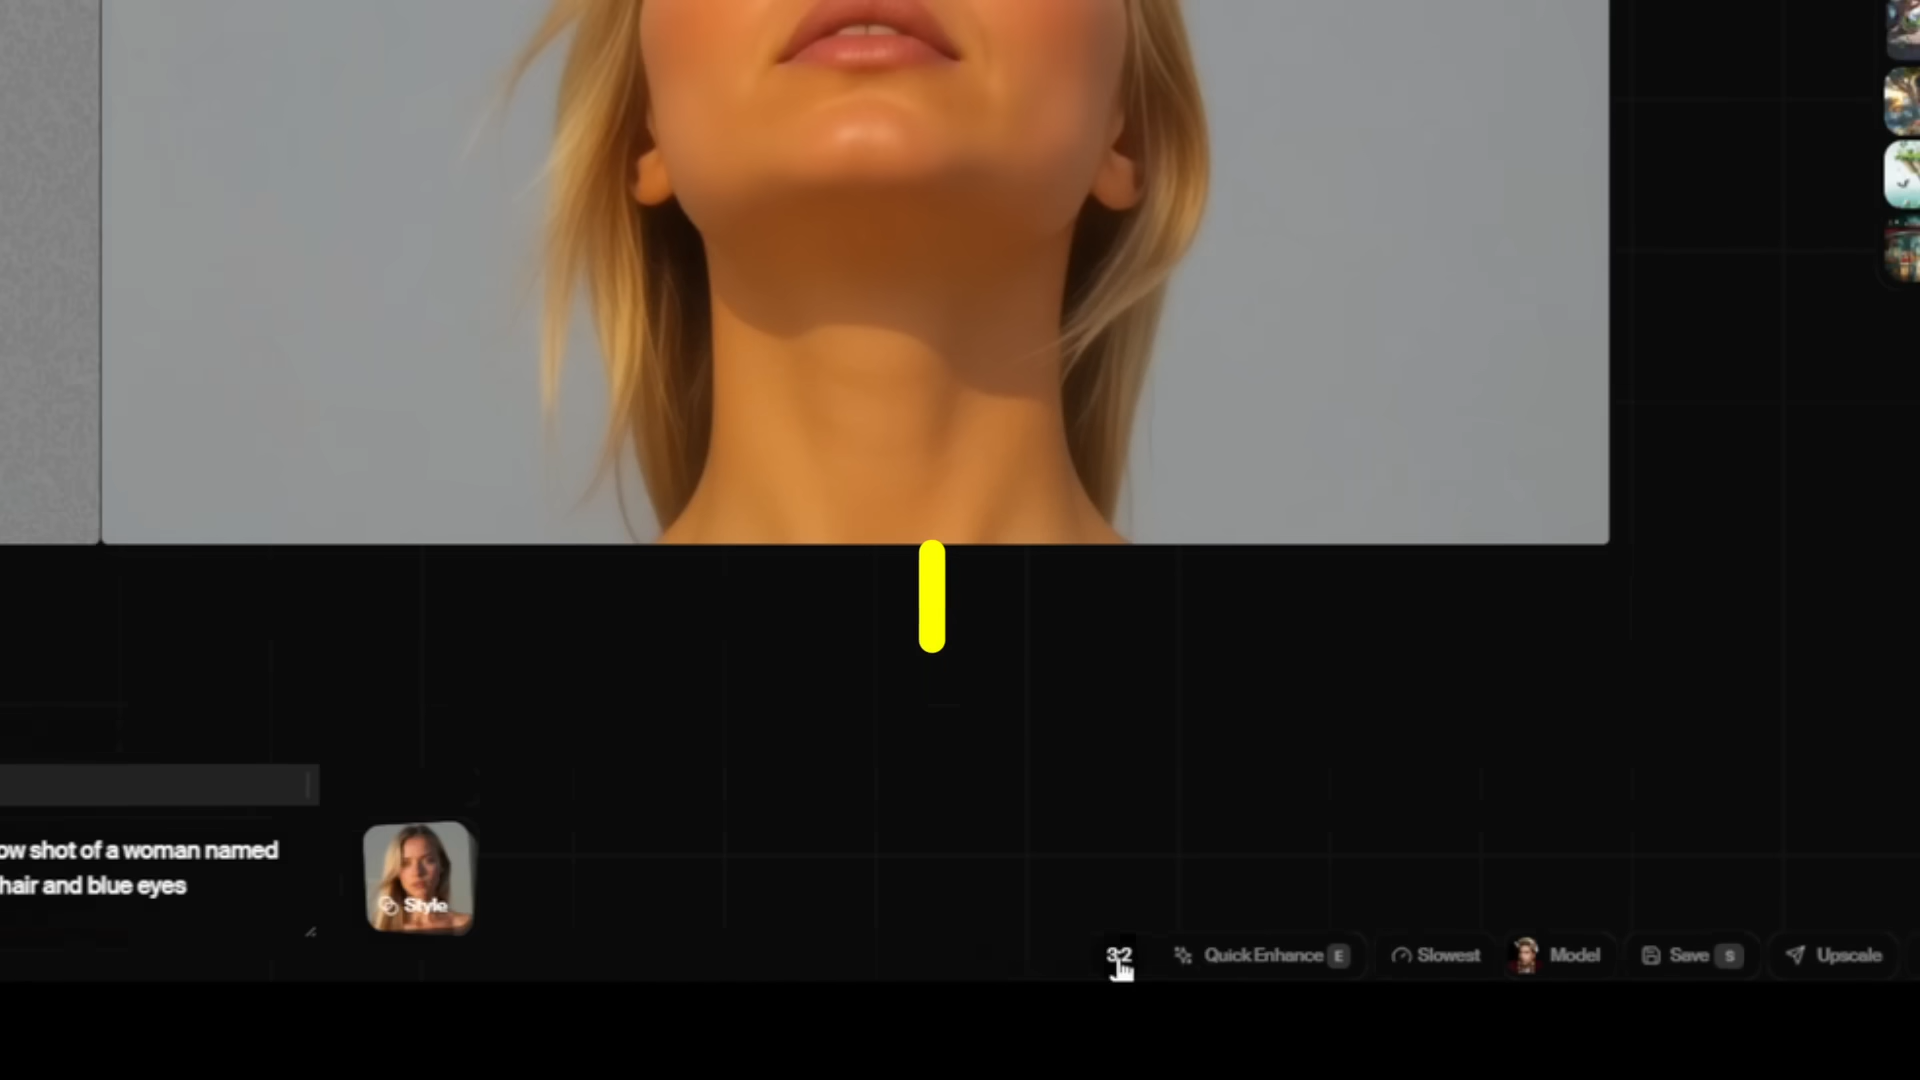 ow shot of a woman named
hair and blue eyes
Style
3:2
Quick Enhance E
Slowest
Model
Save S
Upscale